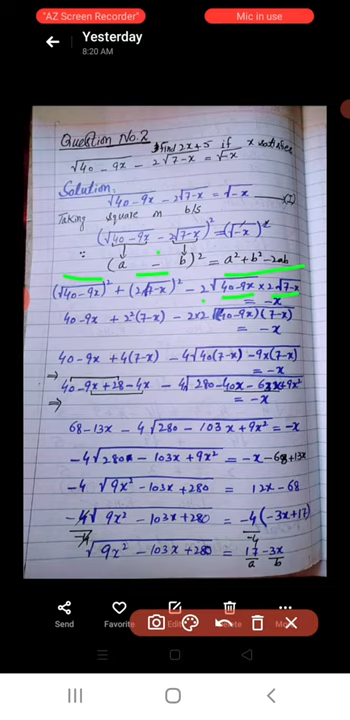 "AZ Screen Recorder"
Mic in use
Yesterday
8:20 AM
Question No.2
find 2x+5 if x satisfies
√40 - 9x - 2√7-x = √-x
Solution:
√40-9x - 2√7-x = √-x
Taking square on b/s
(√40-9x - 2√7-x)² = (√-x)²
∵ (a - b)² = a²+b²-2ab
(√40-9x)² + (2√7-x)² - 2√40-9x × 2√7-x
= -x
40-9x + 2²(7-x) - 2×2√(40-9x)(7-x)
= -x
40-9x + 4(7-x) - 4√40(7-x) - 9x(7-x)
⇒ = -x
40-9x+28-4x - 4√280-40x-63x+9x²
⇒ = -x
68-13x - 4√280 - 103x+9x² = -x
-4√280 - 103x+9x² = -x-68+13x
-4√9x² - 103x +280 = 12x-68
-4√9x² - 103x +280 = -4(-3x+17)
-4 -4
√9x² - 103x +280 = 17-3x
a b
Send
Favorite
Edit